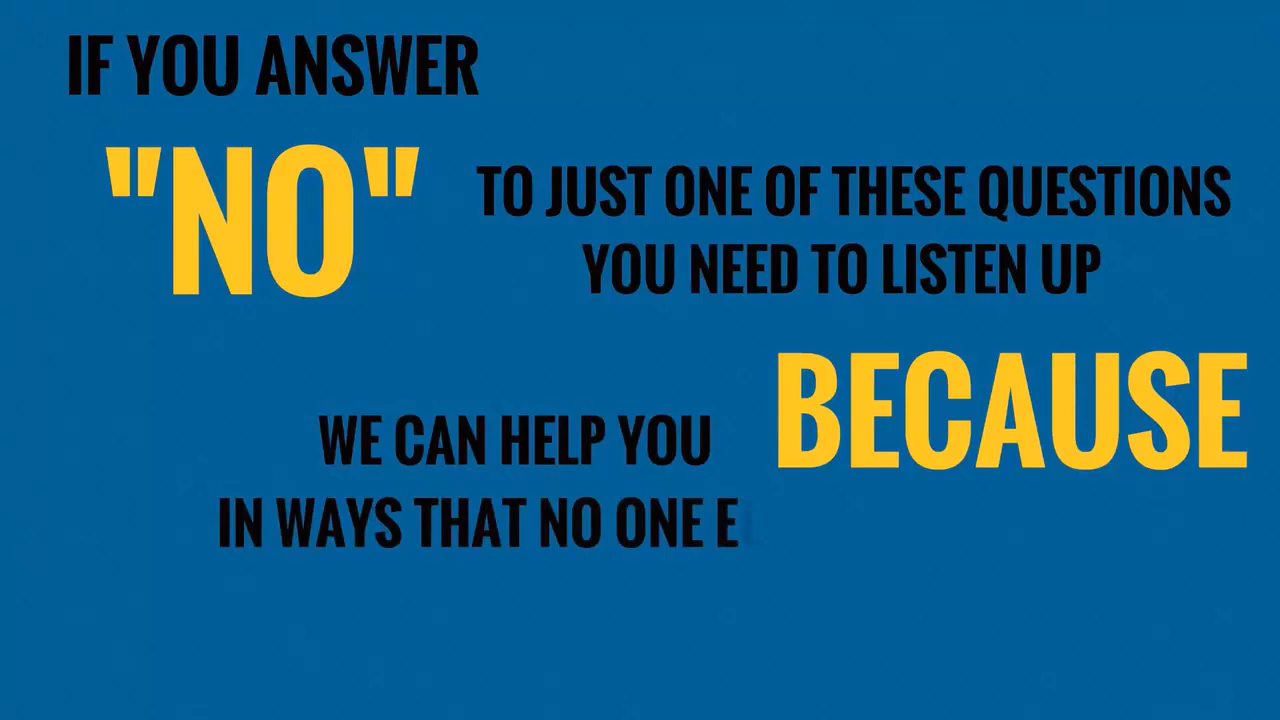 IF YOU ANSWER
"NO"
TO JUST ONE OF THESE QUESTIONS
YOU NEED TO LISTEN UP
BECAUSE
WE CAN HELP YOU
IN WAYS THAT NO ONE E